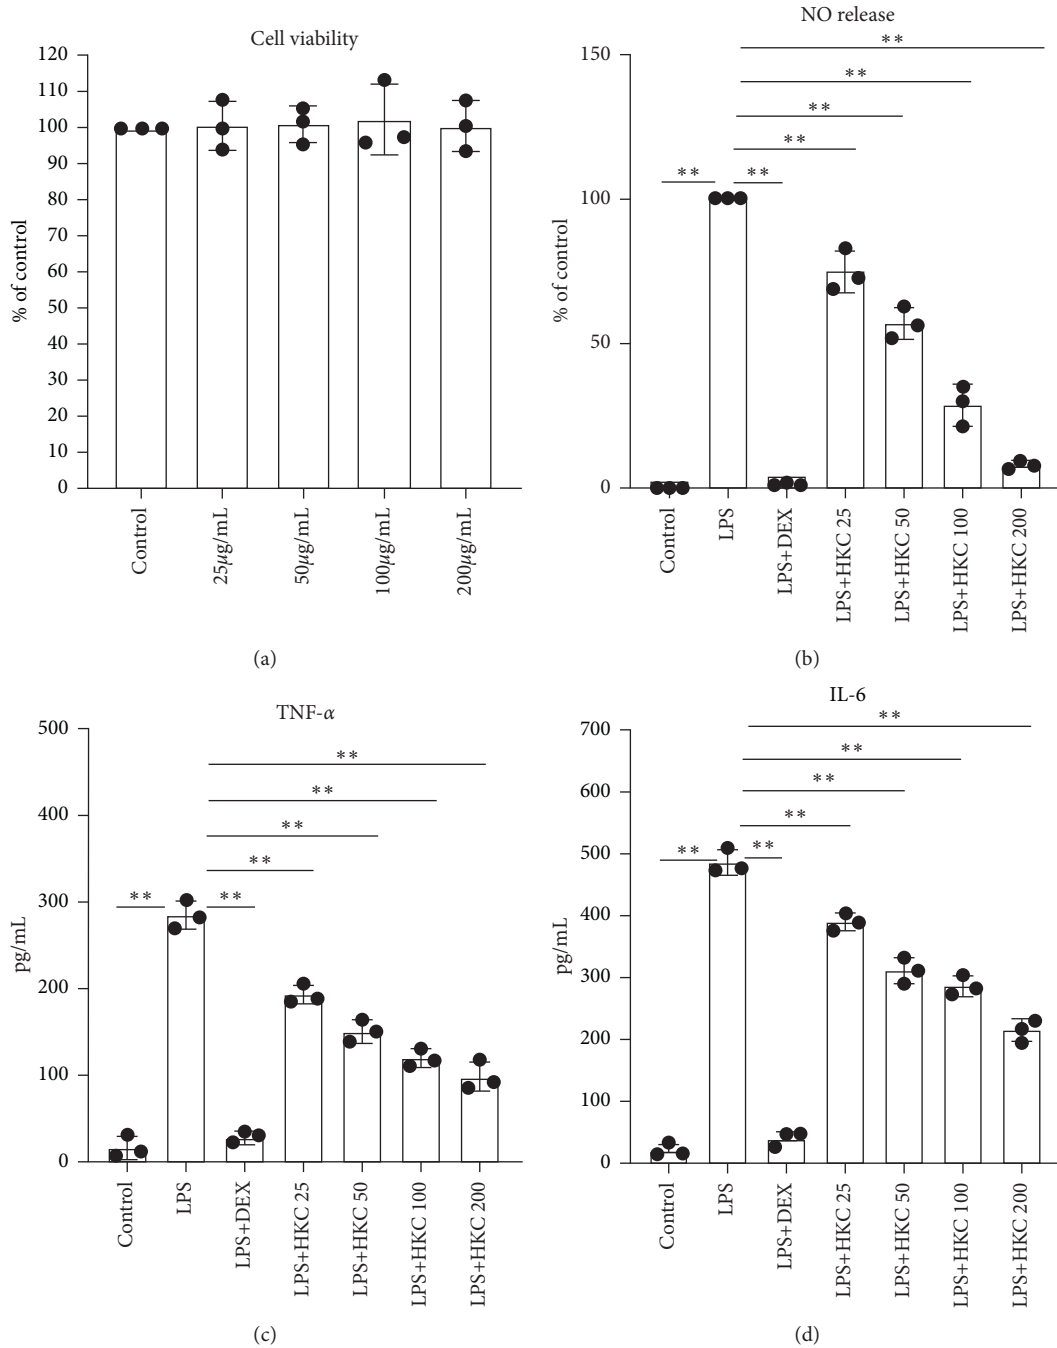 Cell viability
% of control
120
110
100
90
80
70
60
50
40
30
20
10
0
Control
25μg/mL
50μg/mL
100μg/mL
200μg/mL
(a)
NO release
% of control
150
100
50
0
**
**
**
**
** **
Control
LPS
LPS+DEX
LPS+HKC 25
LPS+HKC 50
LPS+HKC 100
LPS+HKC 200
(b)
TNF-α
pg/mL
500
400
300
200
100
0
**
**
**
**
** **
Control
LPS
LPS+DEX
LPS+HKC 25
LPS+HKC 50
LPS+HKC 100
LPS+HKC 200
(c)
IL-6
pg/mL
700
600
500
400
300
200
100
0
**
**
**
**
** **
Control
LPS
LPS+DEX
LPS+HKC 25
LPS+HKC 50
LPS+HKC 100
LPS+HKC 200
(d)